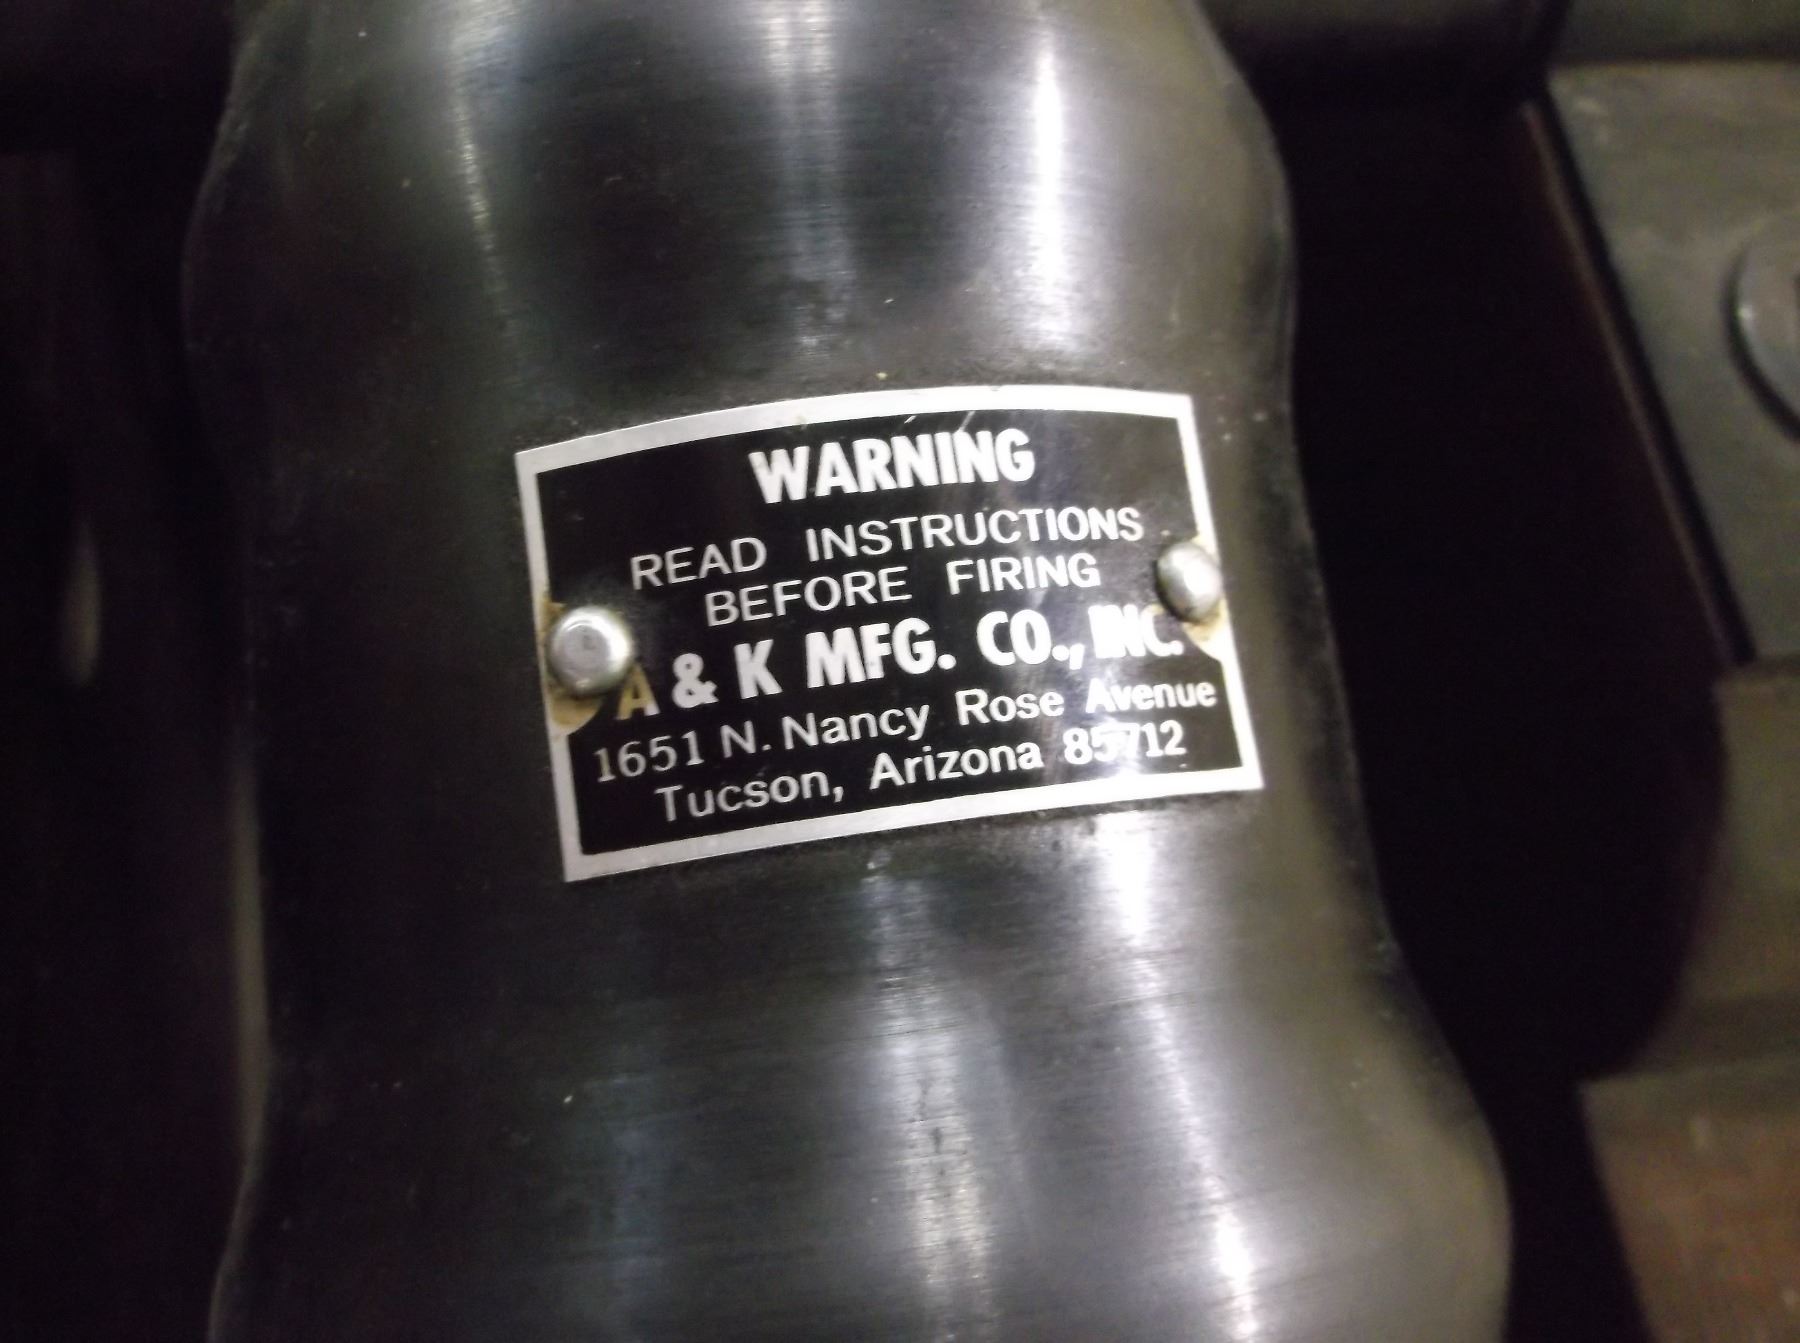 WARNING
READ INSTRUCTIONS
BEFORE FIRING
A & K MFG. CO., INC.
1651 N. Nancy Rose Avenue
Tucson, Arizona 85712